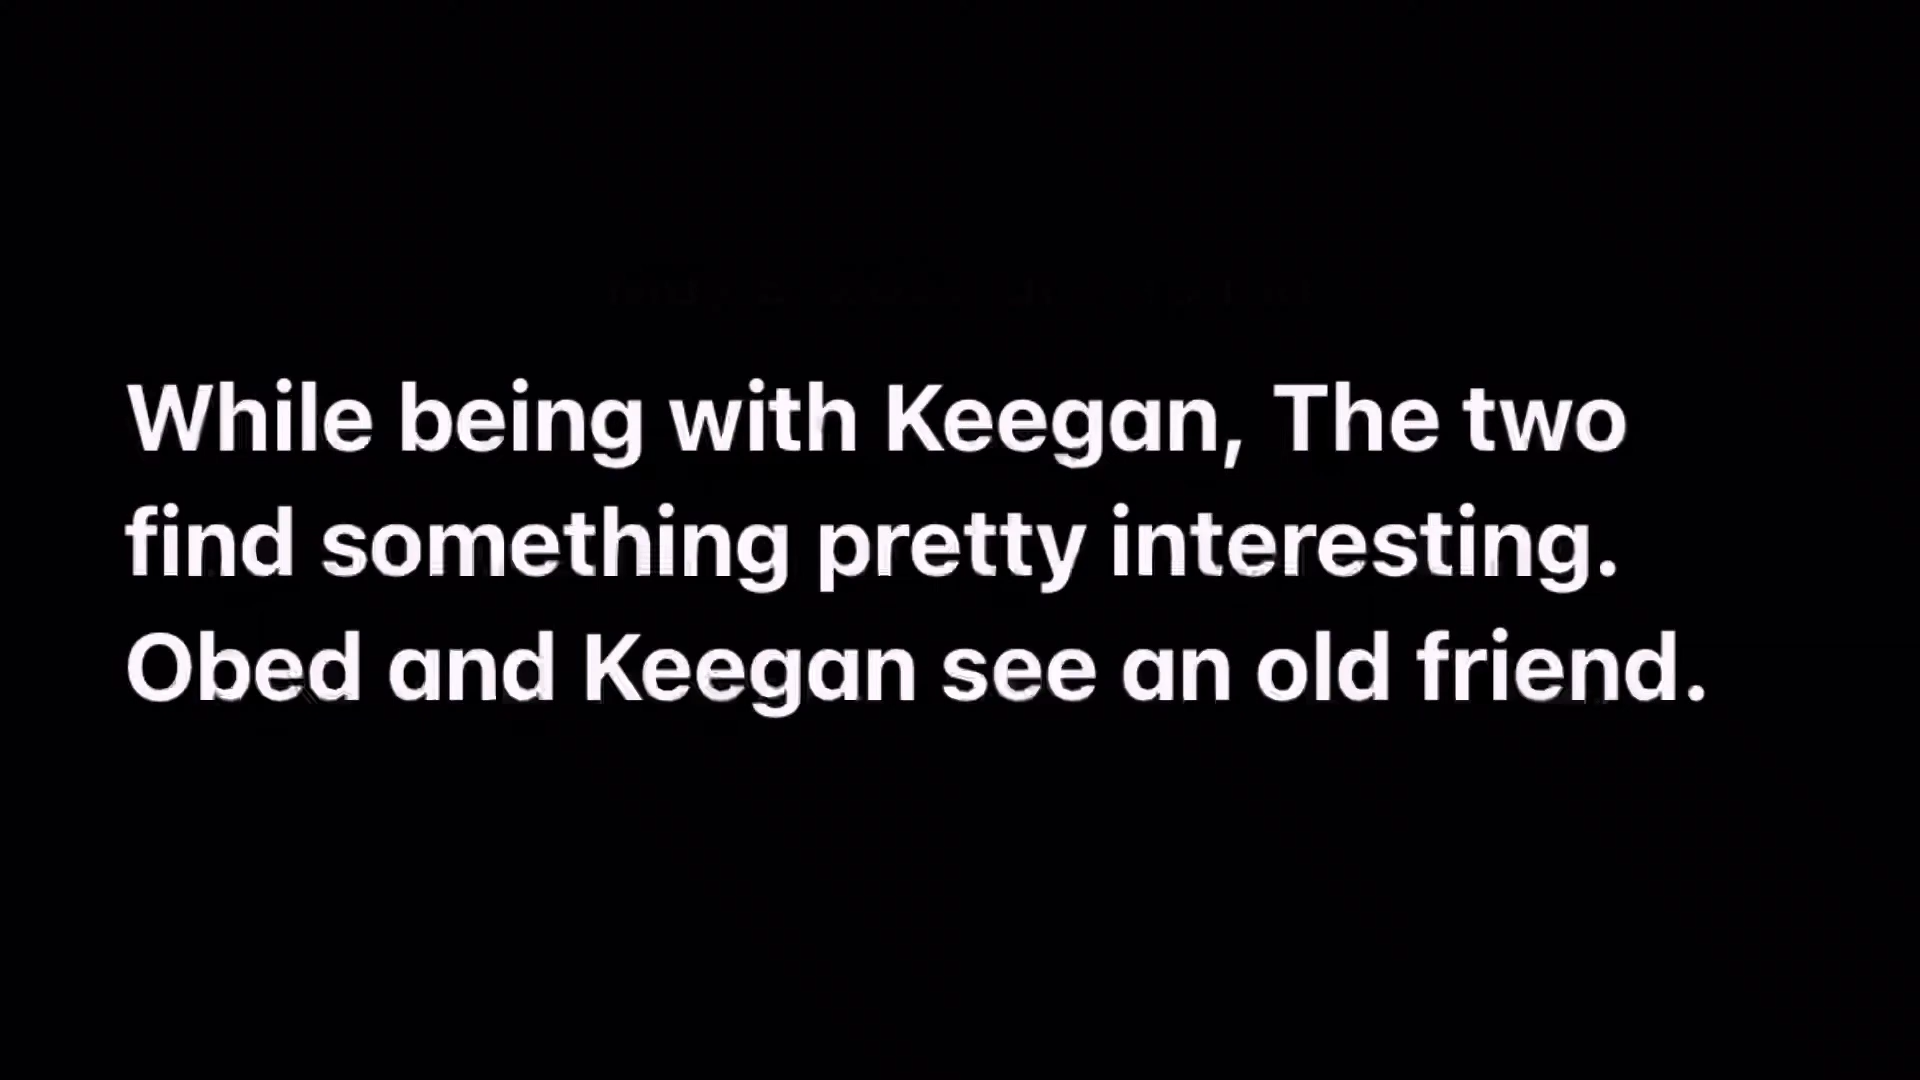 While being with Keegan, The two
find something pretty interesting.
Obed and Keegan see an old friend.